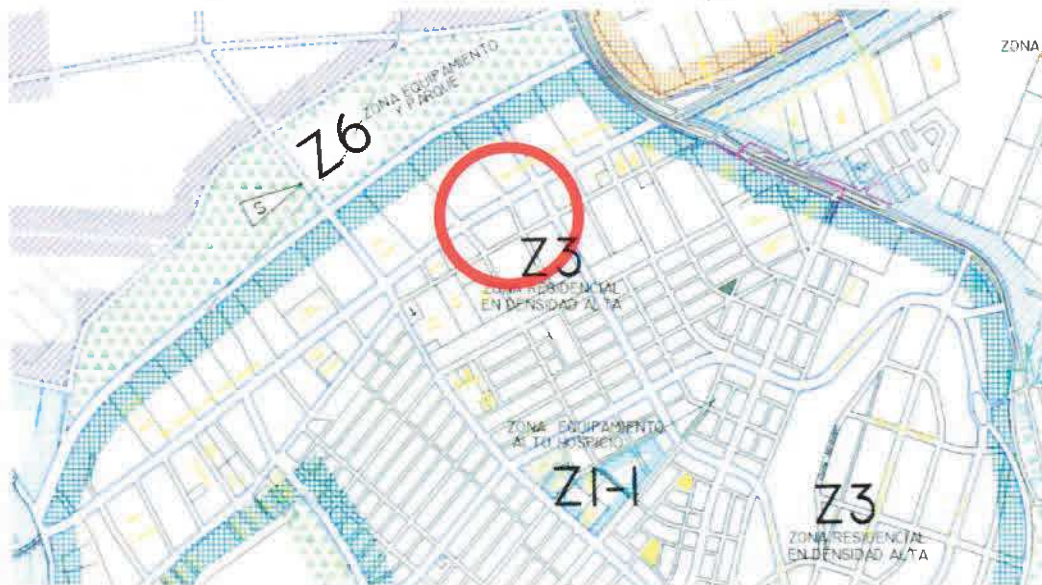 ZONA EQUIPAMIENTO
Y PARQUE
Z6
S
ZONA
Z3
ZONA RESIDENCIAL
EN DENSIDAD ALTA
ZONA EQUIPAMIENTO
ALTO HOSPICIO
Z1-1
Z3
ZONA RESIDENCIAL
EN DENSIDAD ALTA